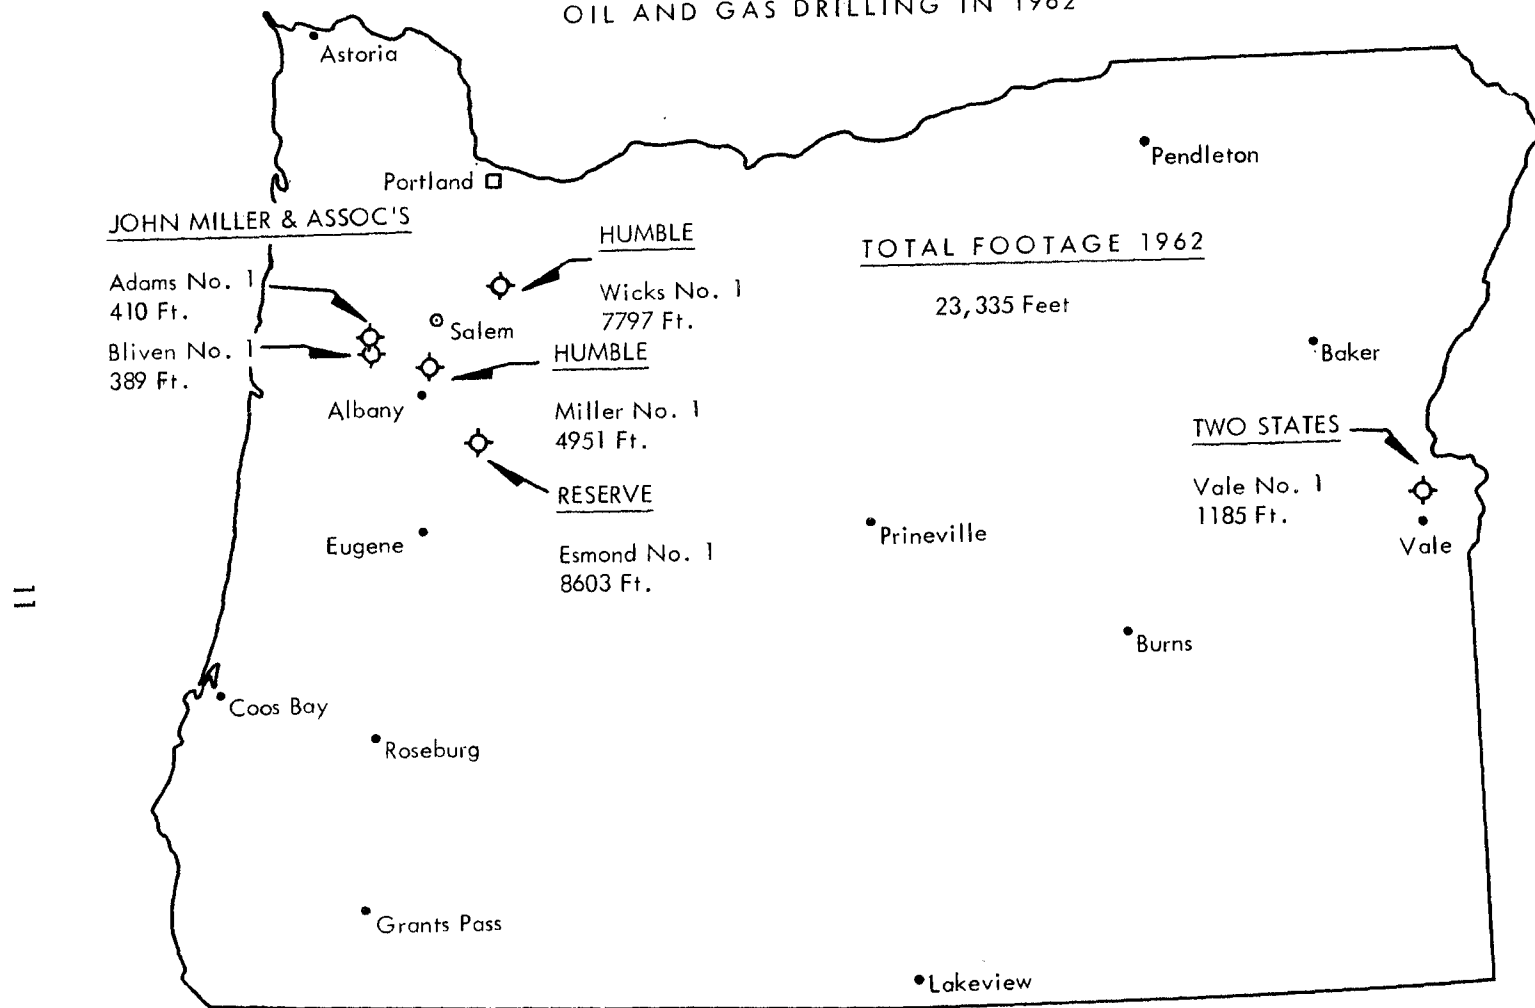 OIL AND GAS DRILLING IN 1962
Astoria
Portland
Pendleton
JOHN MILLER & ASSOC'S
Adams No. 1
410 Ft.
Bliven No. 1
389 Ft.
HUMBLE
Wicks No. 1
7797 Ft.
TOTAL FOOTAGE 1962
23,335 Feet
Salem
HUMBLE
Miller No. 1
4951 Ft.
Albany
Baker
TWO STATES
Vale No. 1
1185 Ft.
Vale
RESERVE
Esmond No. 1
8603 Ft.
Eugene
Prineville
11
Burns
Coos Bay
Roseburg
Grants Pass
Lakeview